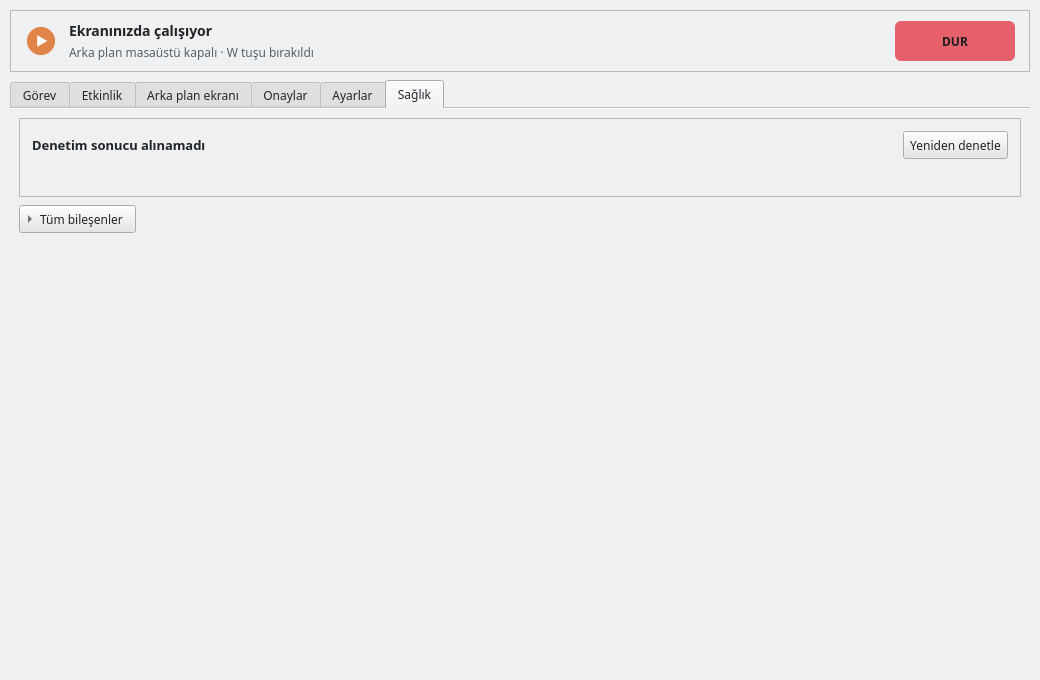 Ekranınızda çalışıyor
Arka plan masaüstü kapalı · W tuşu bırakıldı
DUR
Görev
Etkinlik
Arka plan ekranı
Onaylar
Ayarlar
Sağlık
Denetim sonucu alınamadı
Yeniden denetle
Tüm bileşenler